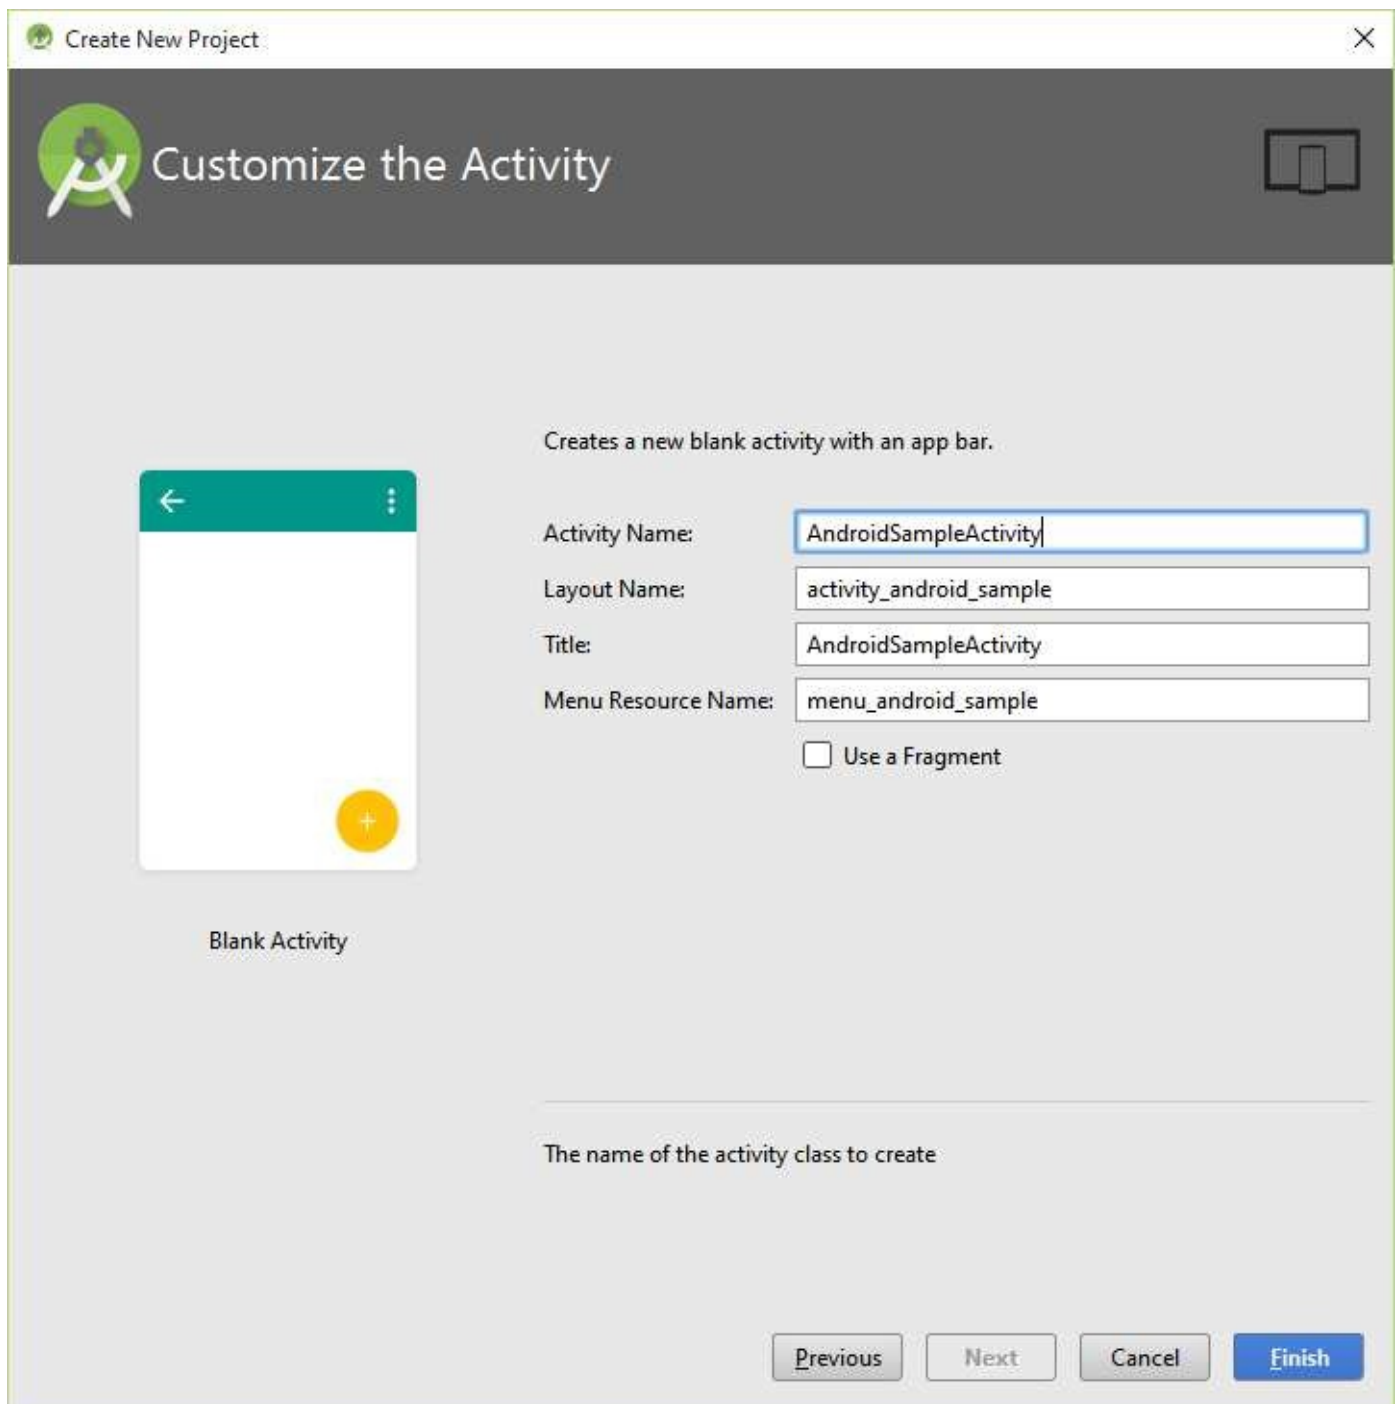 Create New Project
Customize the Activity
Creates a new blank activity with an app bar.
Activity Name: AndroidSampleActivity
Layout Name: activity_android_sample
Title: AndroidSampleActivity
Menu Resource Name: menu_android_sample
Use a Fragment
Blank Activity
The name of the activity class to create
Previous Next Cancel Finish